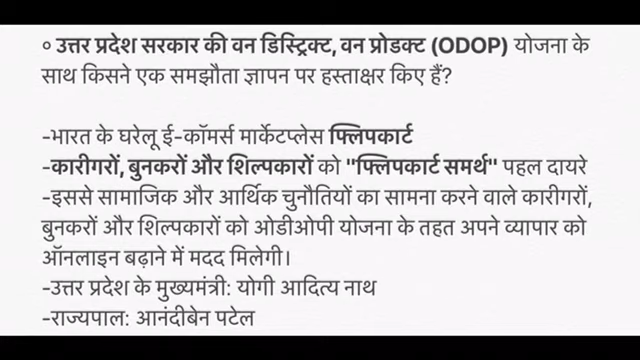 ० उत्तर प्रदेश सरकार की वन डिस्ट्रिक्ट, वन प्रोडक्ट (ODOP) योजना के
साथ किसने एक समझौता ज्ञापन पर हस्ताक्षर किए हैं?
-भारत के घरेलू ई-कॉमर्स मार्केटप्लेस फ्लिपकार्ट
-कारीगरों, बुनकरों और शिल्पकारों को "फ्लिपकार्ट समर्थ" पहल दायरे
-इससे सामाजिक और आर्थिक चुनौतियों का सामना करने वाले कारीगरों,
बुनकरों और शिल्पकारों को ओडीओपी योजना के तहत अपने व्यापार को
ऑनलाइन बढ़ाने में मदद मिलेगी।
-उत्तर प्रदेश के मुख्यमंत्री: योगी आदित्य नाथ
-राज्यपाल: आनंदीबेन पटेल